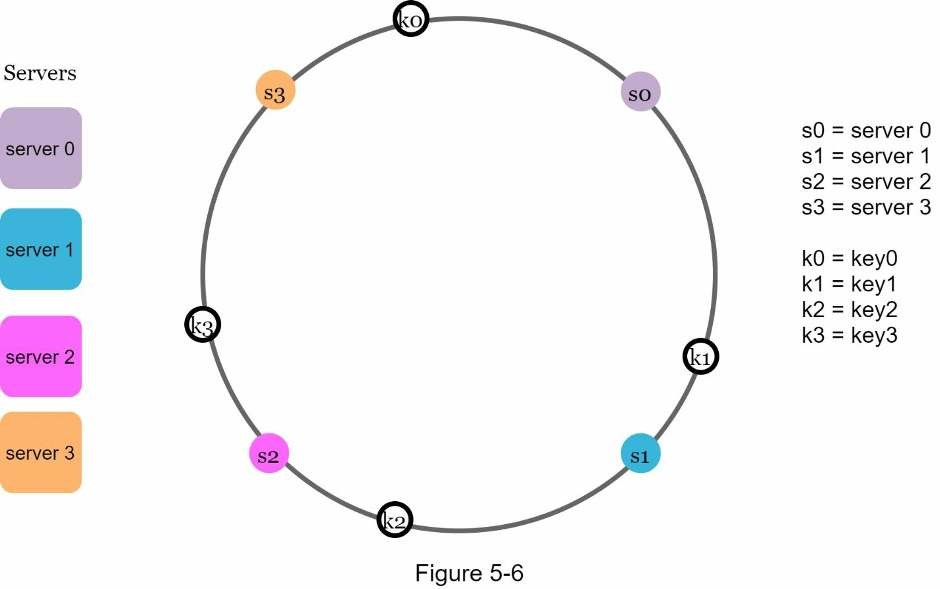 Servers
server 0
server 1
server 2
server 3
k0
s3
s0
k3
k1
s2
s1
k2
s0 = server 0
s1 = server 1
s2 = server 2
s3 = server 3
k0 = key0
k1 = key1
k2 = key2
k3 = key3
Figure 5-6